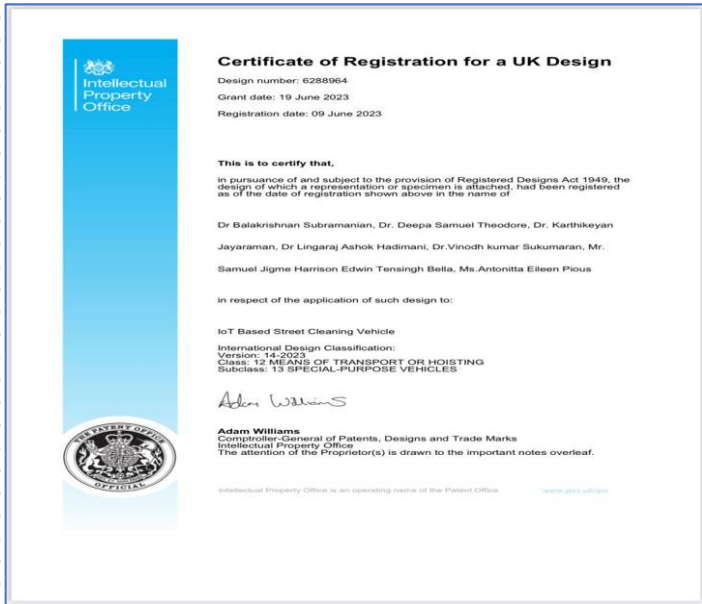 Intellectual
Property
Office
Certificate of Registration for a UK Design
Design number: 6288964
Grant date: 19 June 2023
Registration date: 09 June 2023
This is to certify that,
in pursuance of and subject to the provision of Registered Designs Act 1949, the
design of which a representation or specimen is attached, had been registered
as of the date of registration shown above in the name of
Dr Balakrishnan Subramanian, Dr. Deepa Samuel Theodore, Dr. Karthikeyan
Jayaraman, Dr Lingaraj Ashok Hadimani, Dr.Vinodh kumar Sukumaran, Mr.
Samuel Jigme Harrison Edwin Tensingh Bella, Ms.Antonitta Eileen Pious
in respect of the application of such design to:
IoT Based Street Cleaning Vehicle
International Design Classification:
Version: 14-2023
Class: 12 MEANS OF TRANSPORT OR HOISTING
Subclass: 13 SPECIAL-PURPOSE VEHICLES
Adam Williams
Adam Williams
Comptroller-General of Patents, Designs and Trade Marks
Intellectual Property Office
The attention of the Proprietor(s) is drawn to the important notes overleaf.
THE PATENT OFFICE
OFFICIAL
Intellectual Property Office is an operating name of the Patent Office
www.gov.uk/ipo